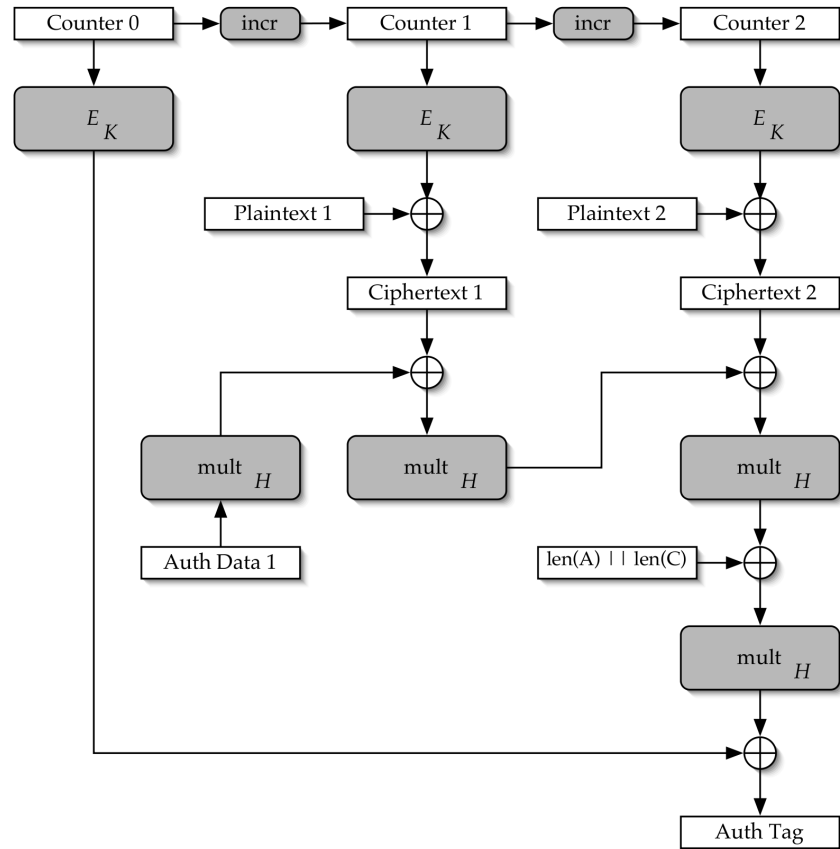 Counter 0
incr
Counter 1
incr
Counter 2
E K
E K
E K
Plaintext 1
Plaintext 2
Ciphertext 1
Ciphertext 2
mult H
mult H
mult H
Auth Data 1
len(A) || len(C)
mult H
Auth Tag